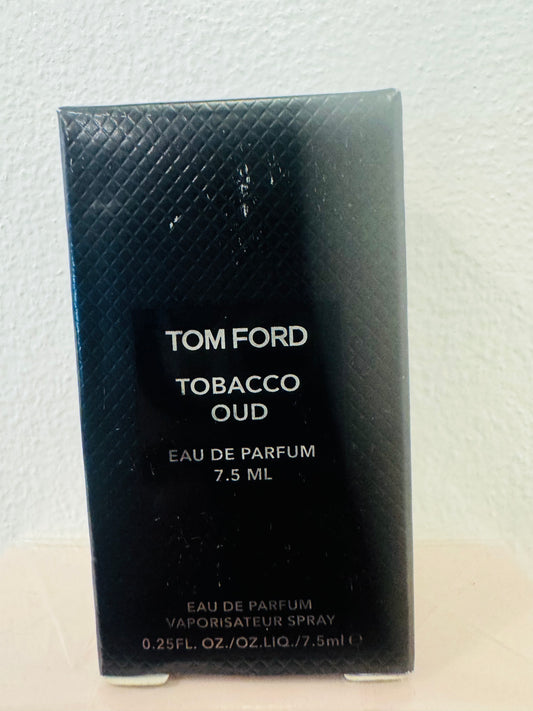 TOM FORD
TOBACCO
OUD
EAU DE PARFUM
7.5 ML
EAU DE PARFUM
VAPORISATEUR SPRAY
0.25FL. OZ./OZ.LIQ./7.5ml ℮